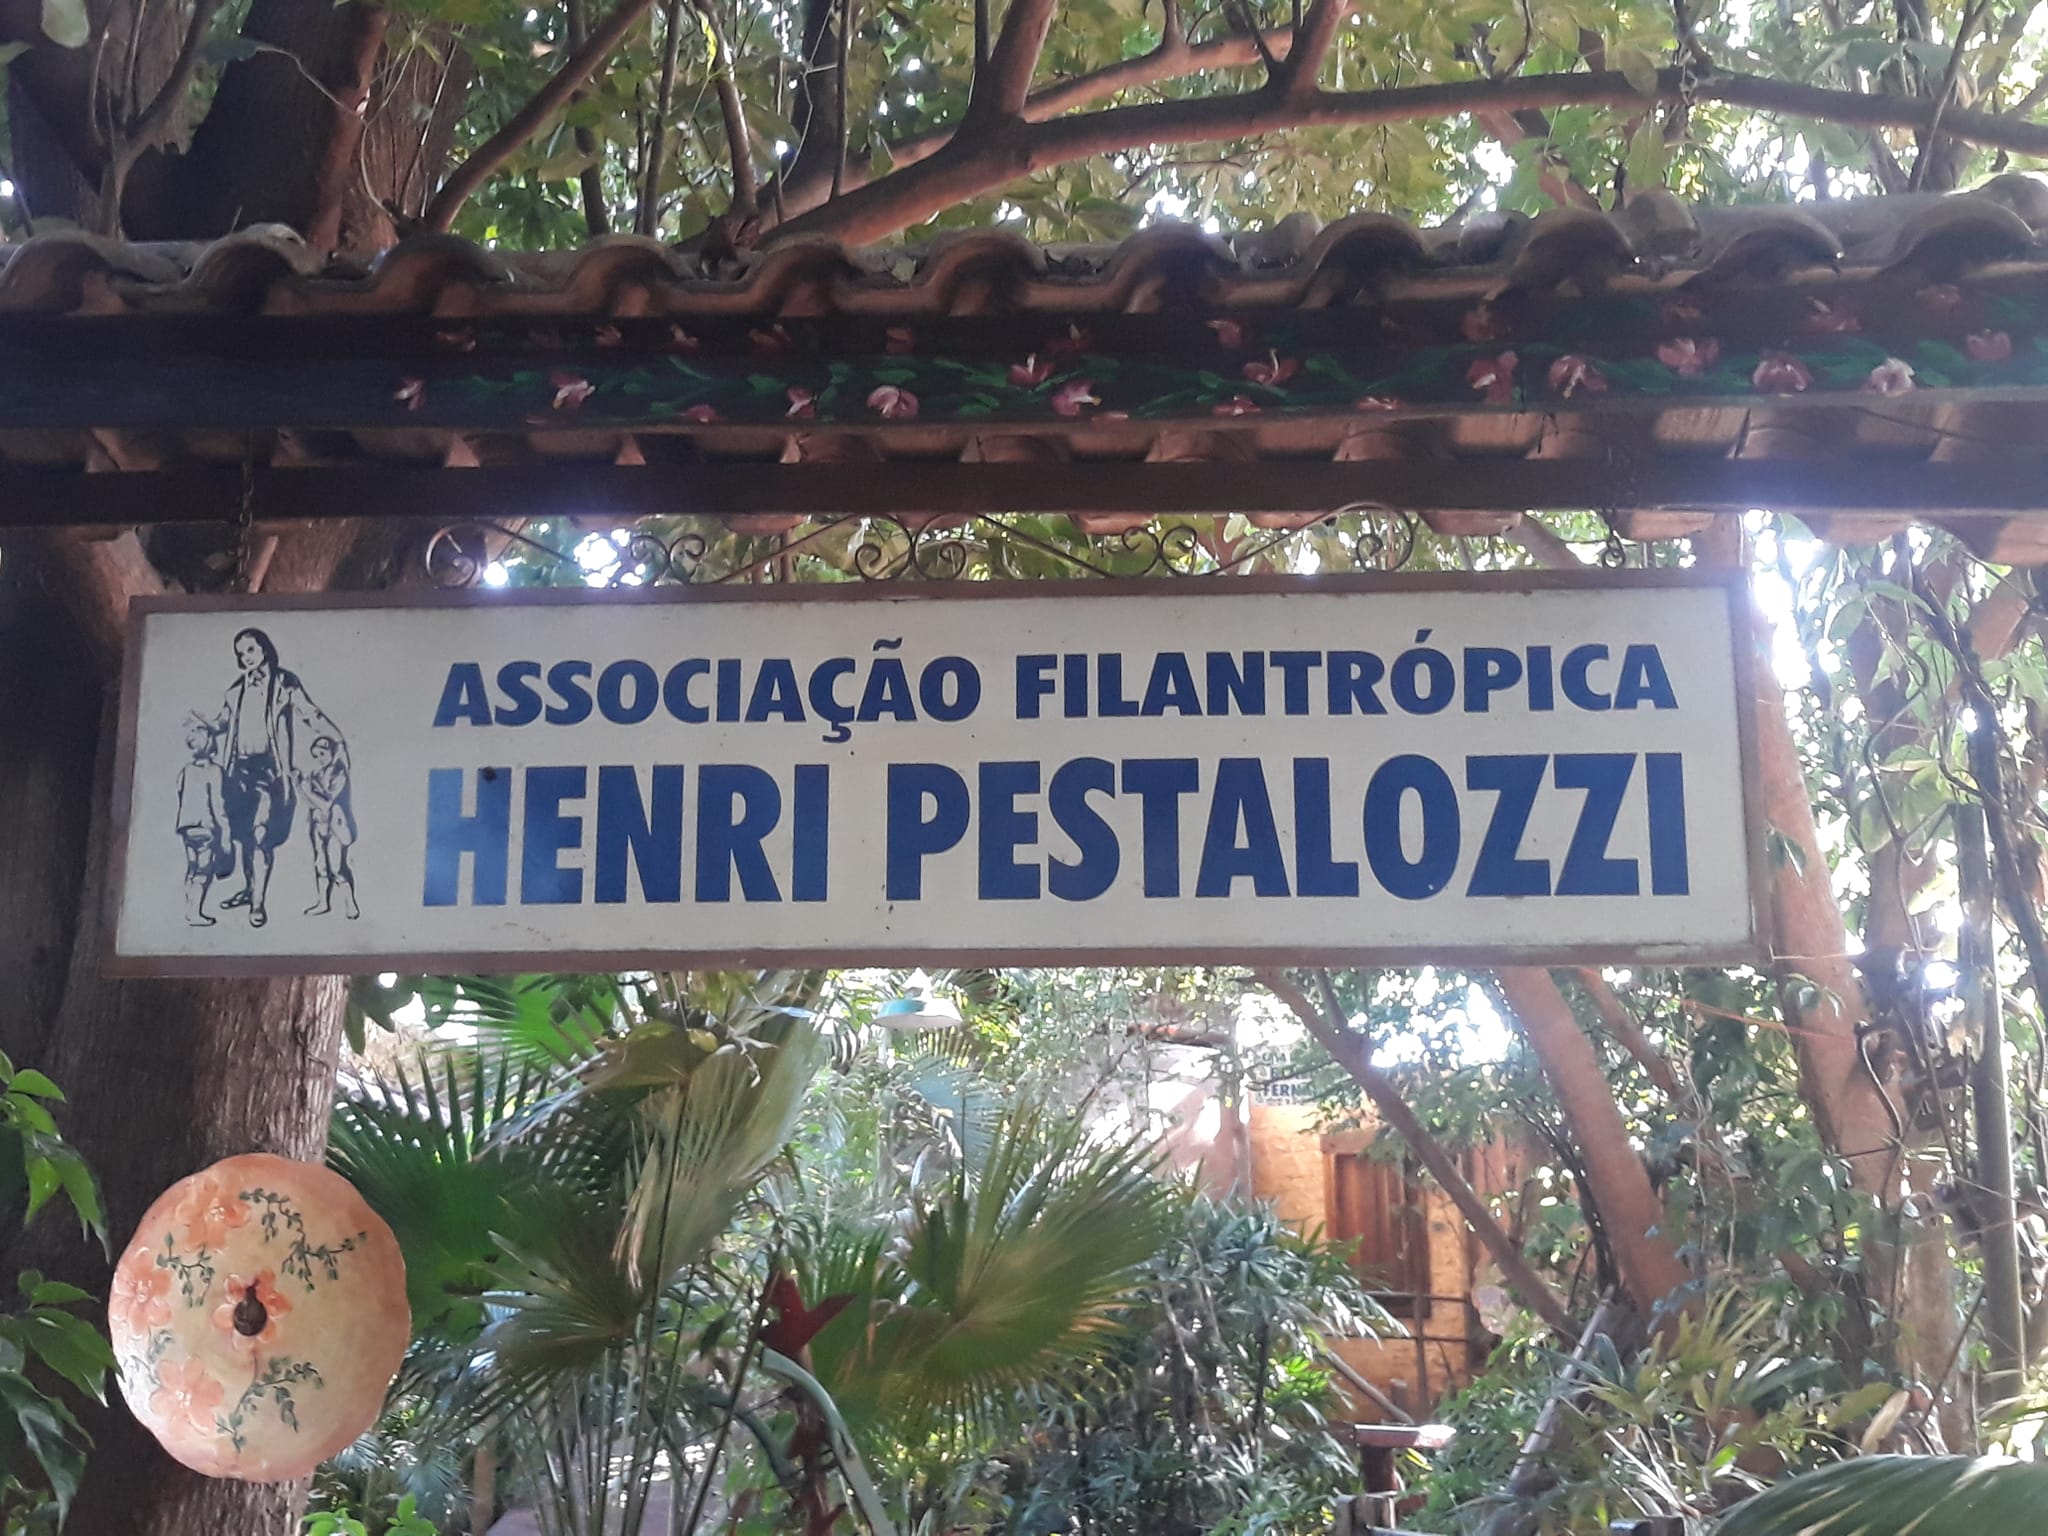 ASSOCIAÇÃO FILANTRÓPICA
HENRI PESTALOZZI